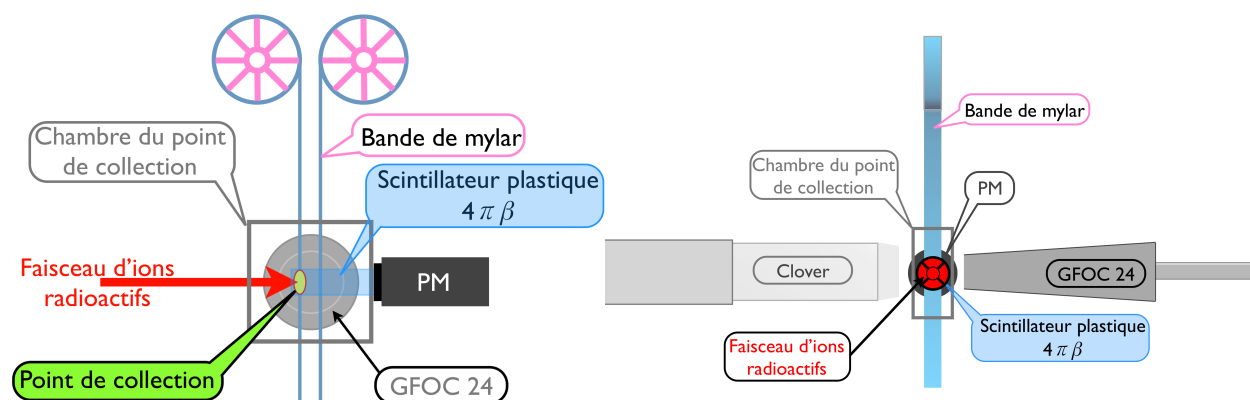 Chambre du point
de collection
Bande de mylar
Scintillateur plastique
4 π β
Faisceau d'ions
radioactifs
PM
Point de collection
GFOC 24
Bande de mylar
Chambre du point
de collection
PM
Clover
GFOC 24
Scintillateur plastique
4 π β
Faisceau d'ions
radioactifs